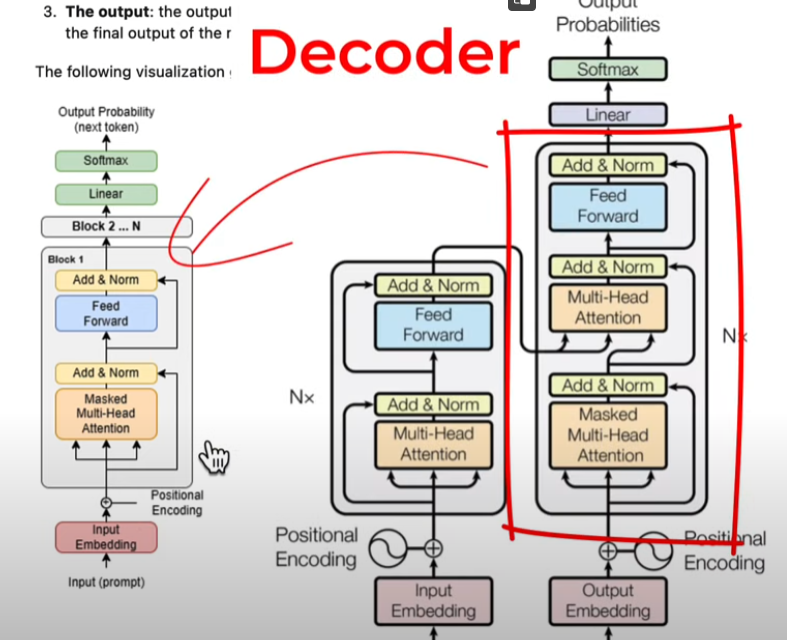 3. The output: the output
the final output of the r
The following visualization
Decoder
Output Probability
(next token)
Softmax
Linear
Block 2 ... N
Block 1
Add & Norm
Feed
Forward
Add & Norm
Masked
Multi-Head
Attention
Positional
Encoding
Input
Embedding
Input (prompt)
Add & Norm
Feed
Forward
Nx
Add & Norm
Multi-Head
Attention
Positional
Encoding
Input
Embedding
Output
Probabilities
Softmax
Linear
Add & Norm
Feed
Forward
Add & Norm
Multi-Head
Attention
Nx
Add & Norm
Masked
Multi-Head
Attention
Positional
Encoding
Output
Embedding